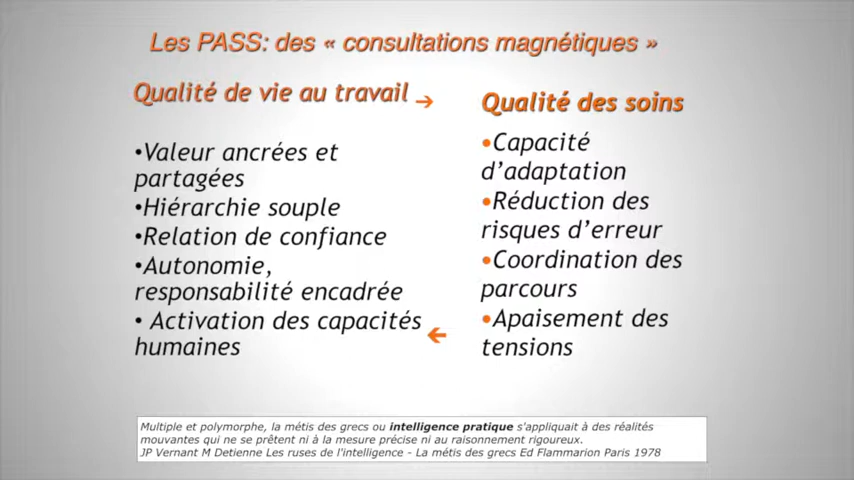 Les PASS: des « consultations magnétiques »
Qualité de vie au travail →
•Valeur ancrées et
partagées
•Hiérarchie souple
•Relation de confiance
•Autonomie,
responsabilité encadrée
• Activation des capacités
humaines
Qualité des soins
•Capacité
d’adaptation
•Réduction des
risques d’erreur
•Coordination des
parcours
•Apaisement des
tensions
←
Multiple et polymorphe, la métis des grecs ou intelligence pratique s'appliquait à des réalités
mouvantes qui ne se prêtent ni à la mesure précise ni au raisonnement rigoureux.
JP Vernant M Detienne Les ruses de l'intelligence - La métis des grecs Ed Flammarion Paris 1978